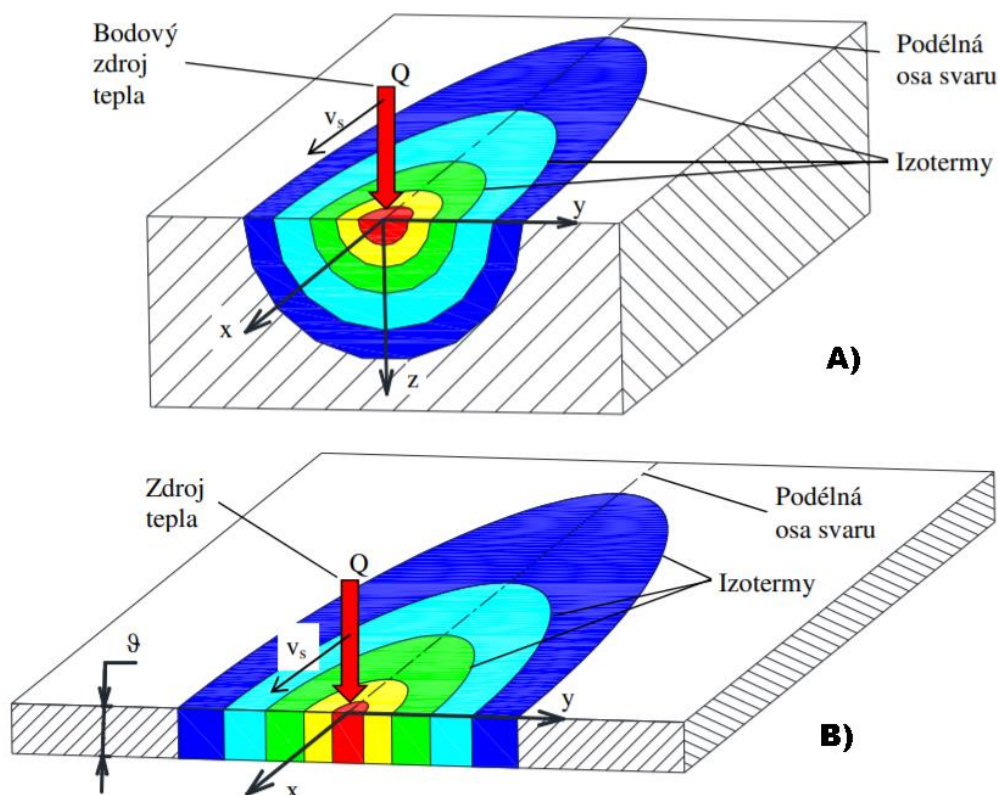 Bodový
zdroj
tepla
Q
Podélná
osa svaru
vₛ
Izotermy
y
x
z
A)
Zdroj
tepla
Q
Podélná
osa svaru
Izotermy
vₛ
ϑ
y
x
B)